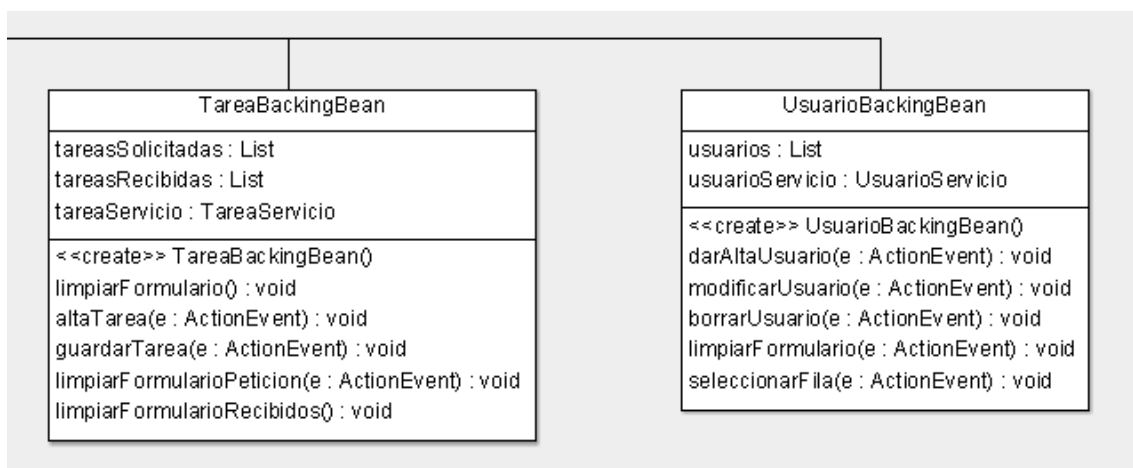 TareaBackingBean
tareasSolicitadas : List
tareasRecibidas : List
tareaServicio : TareaServicio
<<create>> TareaBackingBean()
limpiarFormulario() : void
altaTarea(e : ActionEvent) : void
guardarTarea(e : ActionEvent) : void
limpiarFormularioPeticion(e : ActionEvent) : void
limpiarFormularioRecibidos() : void
UsuarioBackingBean
usuarios : List
usuarioServicio : UsuarioServicio
<<create>> UsuarioBackingBean()
darAltaUsuario(e : ActionEvent) : void
modificarUsuario(e : ActionEvent) : void
borrarUsuario(e : ActionEvent) : void
limpiarFormulario(e : ActionEvent) : void
seleccionarFila(e : ActionEvent) : void